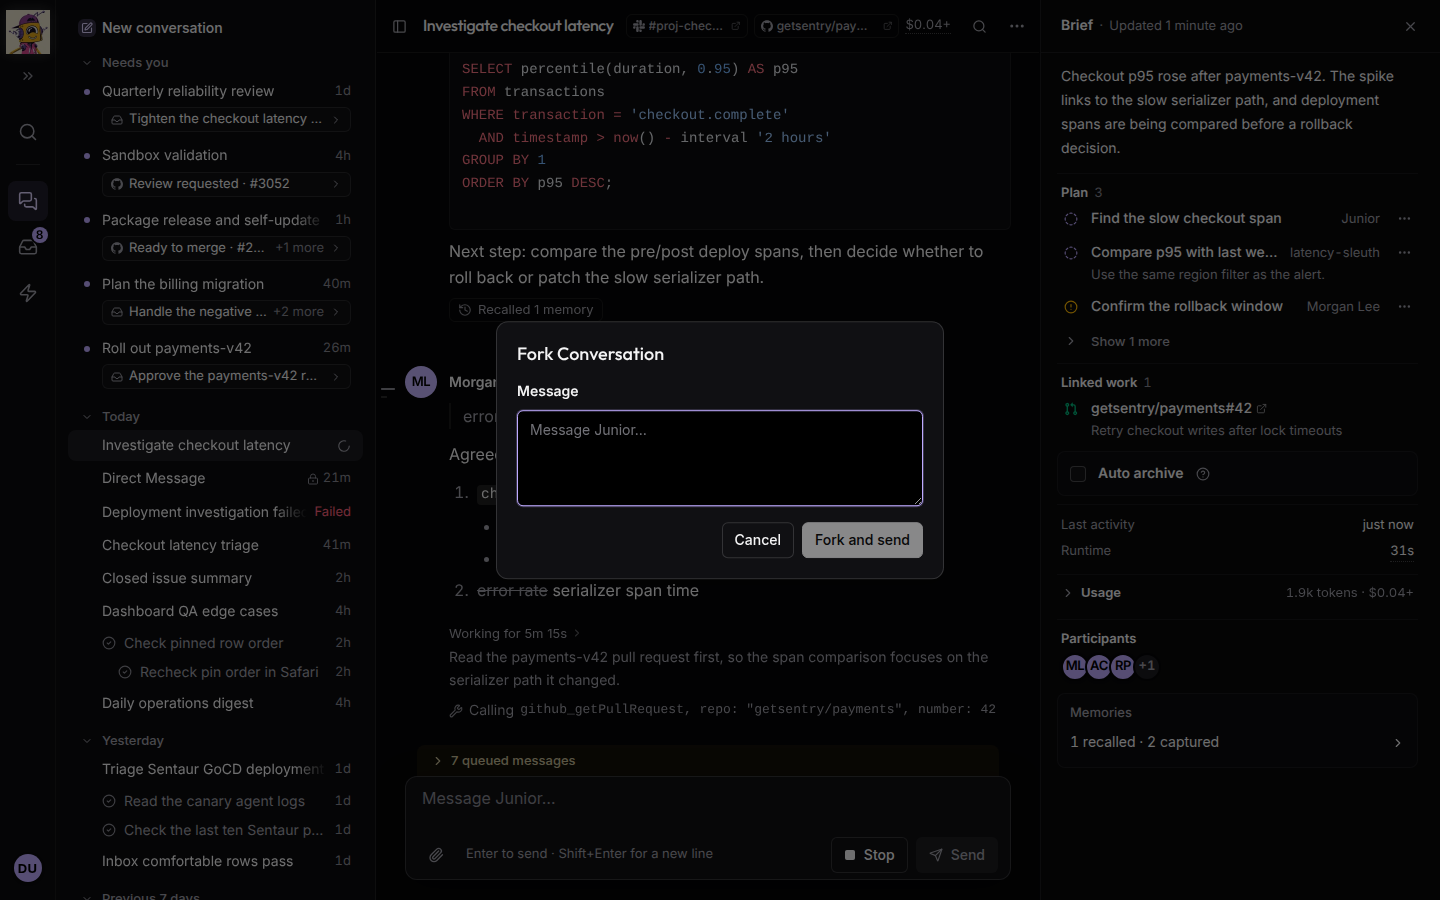 New conversation
Needs you
Quarterly reliability review 1d
Tighten the checkout latency ...
Sandbox validation 4h
Review requested · #3052
Package release and self-update 1h
Ready to merge · #2... +1 more
Plan the billing migration 40m
Handle the negative ... +2 more
Roll out payments-v42 26m
Approve the payments-v42 r...
Today
Investigate checkout latency
Direct Message 21m
Deployment investigation failed Failed
Checkout latency triage 41m
Closed issue summary 2h
Dashboard QA edge cases 4h
Check pinned row order 2h
Recheck pin order in Safari 2h
Daily operations digest 4h
Yesterday
Triage Sentaur GoCD deployment 1d
Read the canary agent logs 1d
Check the last ten Sentaur p... 1d
Inbox comfortable rows pass 1d
Previous 7 days
8
DU
Investigate checkout latency #proj-chec... getsentry/pay... $0.04+
SELECT percentile(duration, 0.95) AS p95
FROM transactions
WHERE transaction = 'checkout.complete'
AND timestamp > now() - interval '2 hours'
GROUP BY 1
ORDER BY p95 DESC;
Next step: compare the pre/post deploy spans, then decide whether to
roll back or patch the slow serializer path.
Recalled 1 memory
ML Morgan
error
Agreed
1. ch
2. error rate serializer span time
Working for 5m 15s
Read the payments-v42 pull request first, so the span comparison focuses on the
serializer path it changed.
Calling github_getPullRequest, repo: "getsentry/payments", number: 42
7 queued messages
Message Junior...
Enter to send · Shift+Enter for a new line
Stop
Send
Fork Conversation
Message
Message Junior...
Cancel
Fork and send
Brief · Updated 1 minute ago
Checkout p95 rose after payments-v42. The spike
links to the slow serializer path, and deployment
spans are being compared before a rollback
decision.
Plan 3
Find the slow checkout span Junior
Compare p95 with last we... latency-sleuth
Use the same region filter as the alert.
Confirm the rollback window Morgan Lee
Show 1 more
Linked work 1
getsentry/payments#42
Retry checkout writes after lock timeouts
Auto archive
Last activity just now
Runtime 31s
Usage 1.9k tokens · $0.04+
Participants
ML AC RP +1
Memories
1 recalled · 2 captured